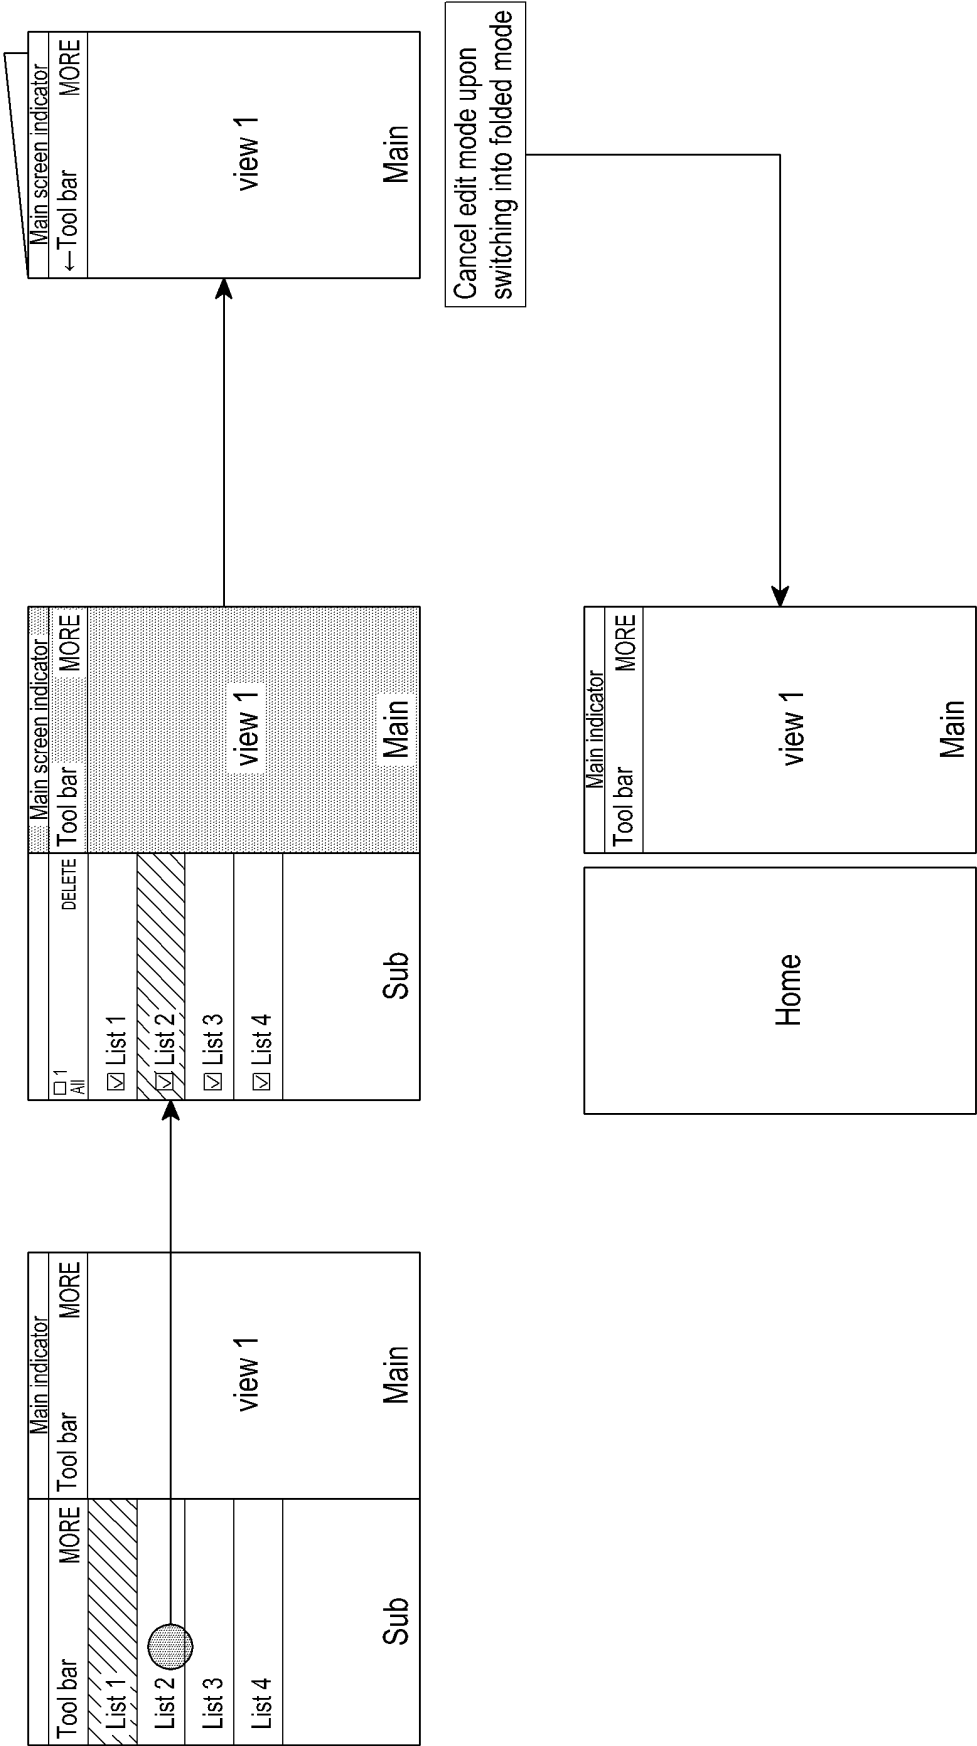 Tool bar MORE
List 1
List 2
List 3
List 4
Sub
Main indicator
Tool bar MORE
view 1
Main
1
All
DELETE
List 1
List 2
List 3
List 4
Sub
Main screen indicator
Tool bar MORE
view 1
Main
Main screen indicator
←Tool bar MORE
view 1
Main
Cancel edit mode upon
switching into folded mode
Home
Main indicator
Tool bar MORE
view 1
Main